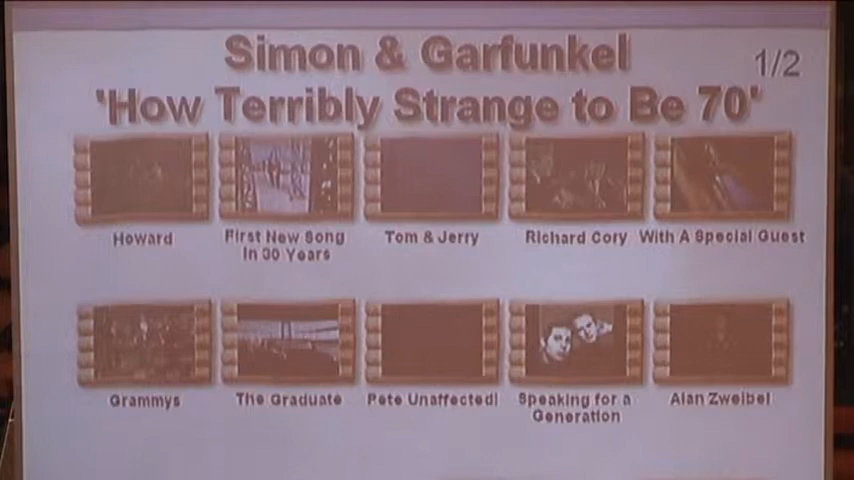 Simon & Garfunkel
1/2
'How Terribly Strange to Be 70'
Howard
First New Song
In 30 Years
Tom & Jerry
Richard Cory
With A Special Guest
Grammys
The Graduate
Pete Unaffected!
Speaking for a
Generation
Alan Zweibel